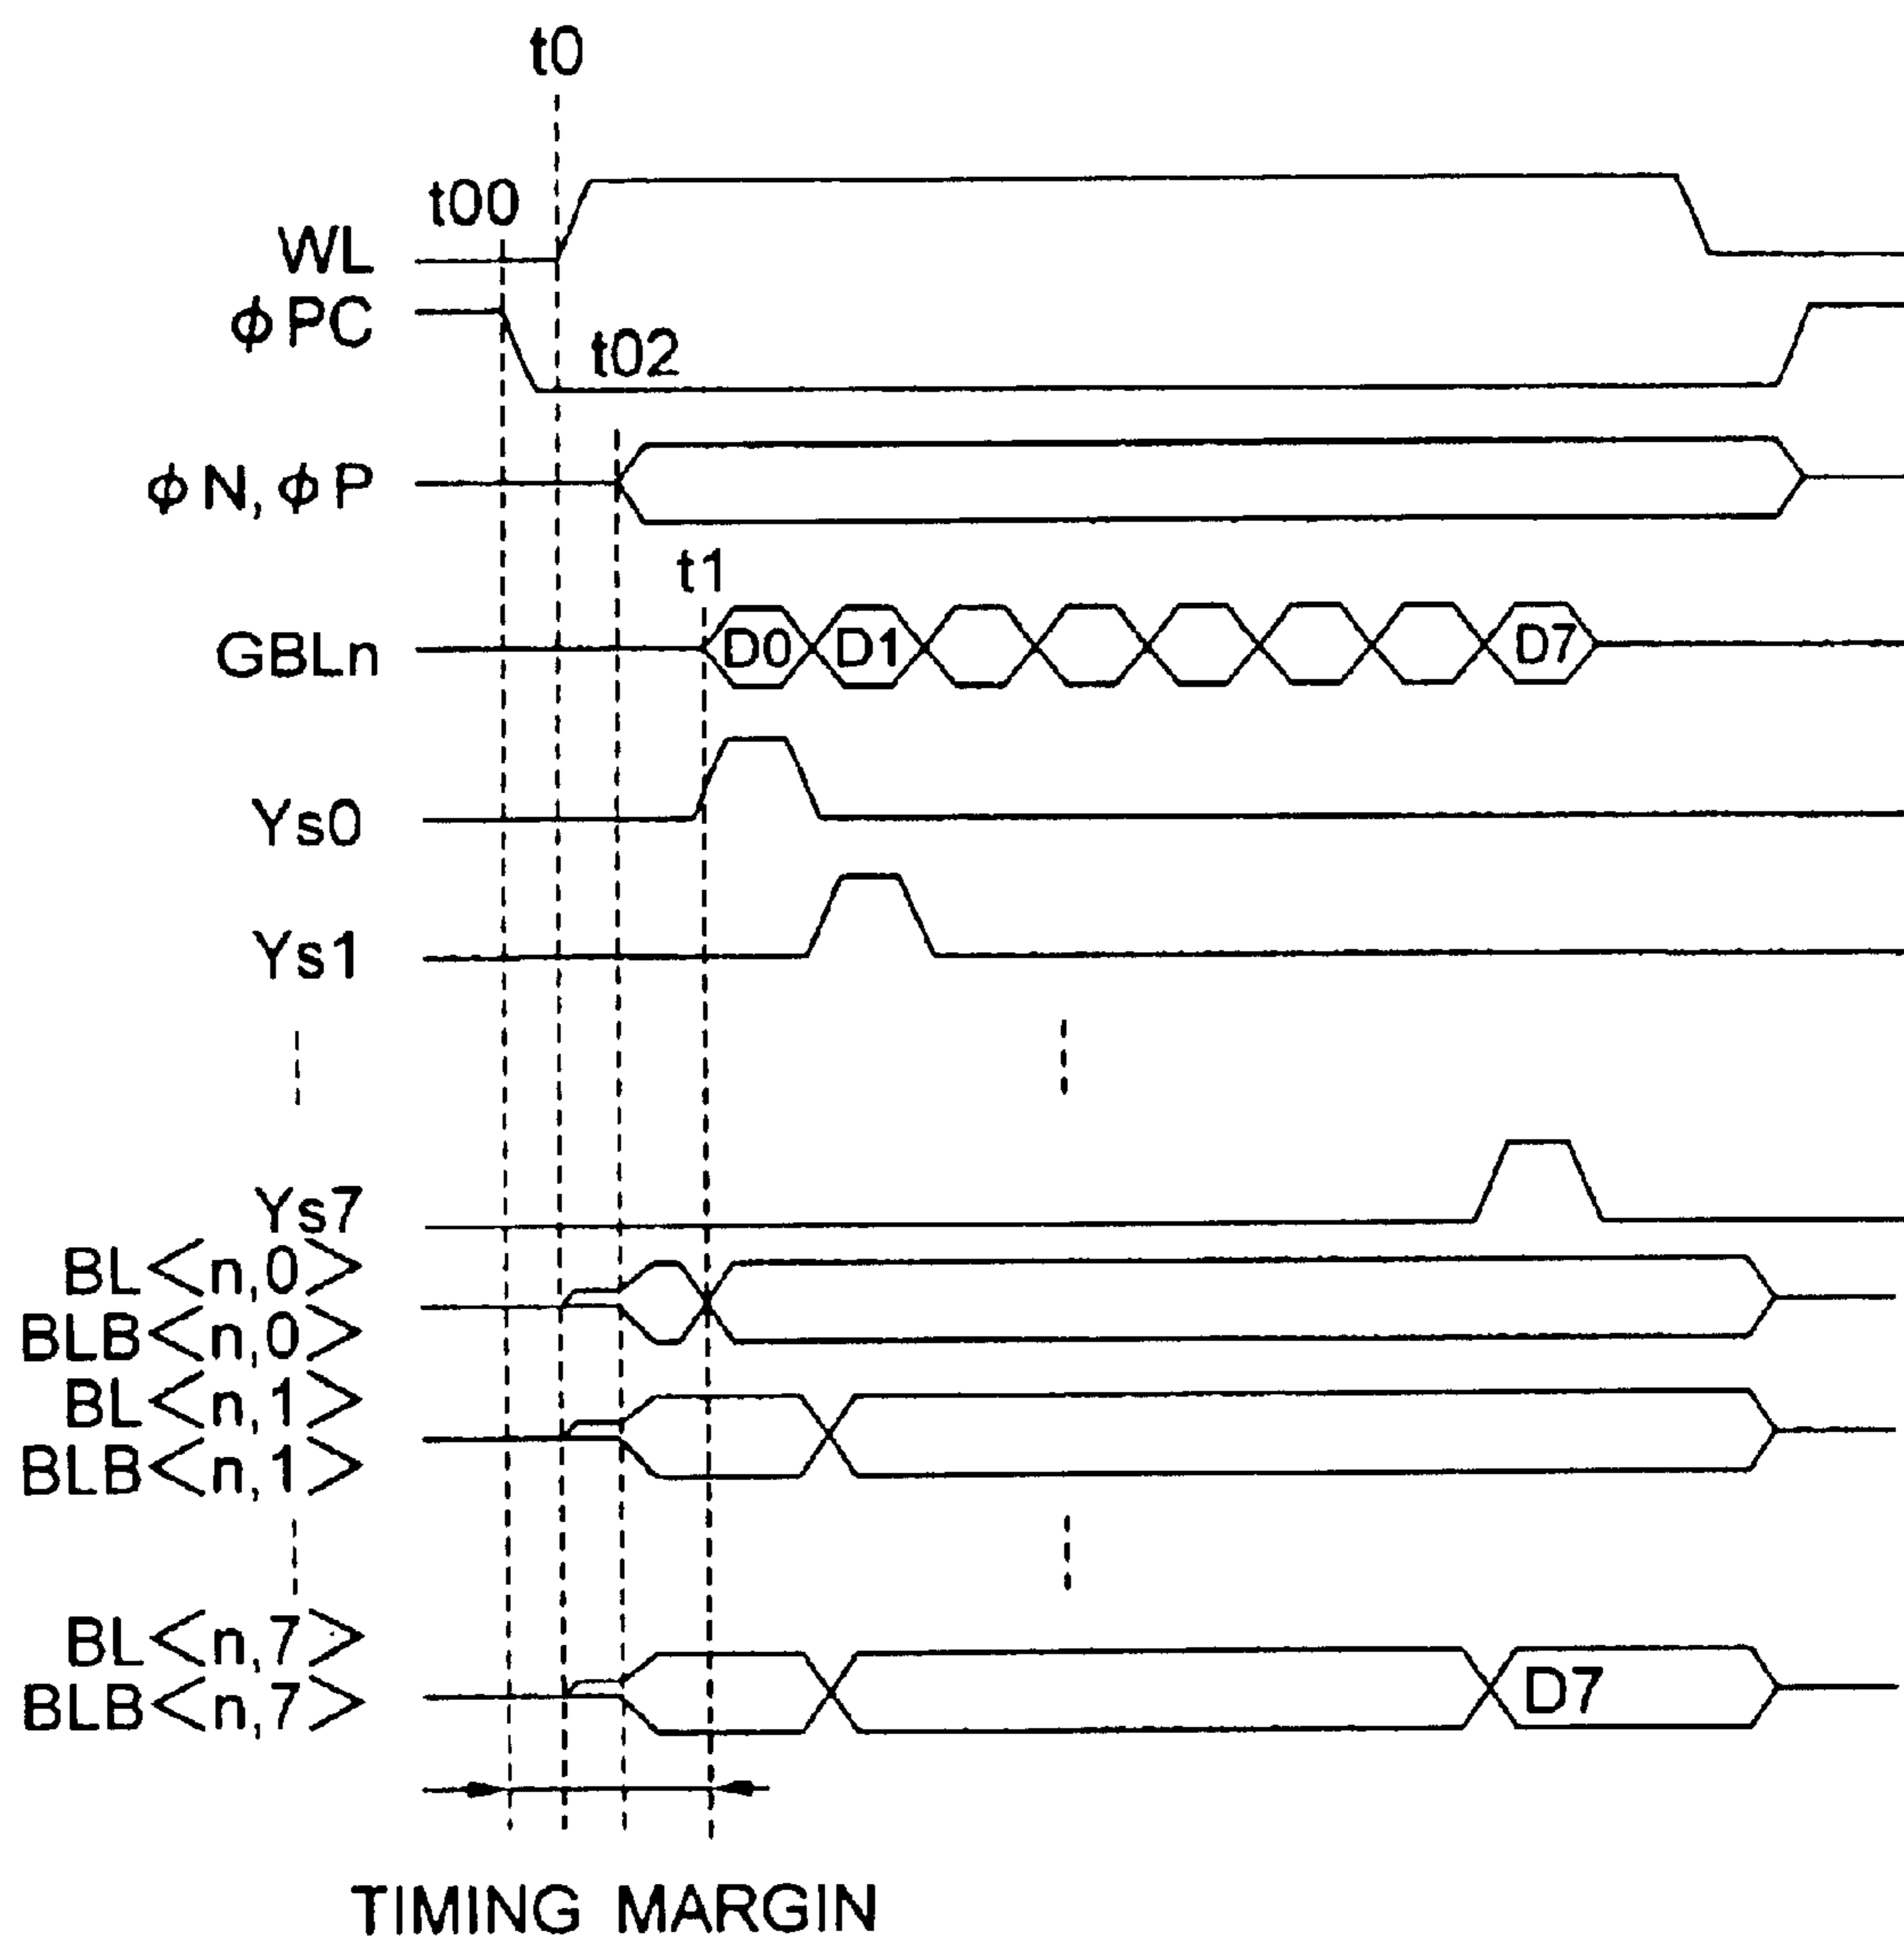 t0
t00
WL
ϕPC
t02
ϕN, ϕP
t1
GBLn
D0 D1 D7
Ys0
Ys1
Ys7
BL<n,0>
BLB<n,0>
BL<n,1>
BLB<n,1>
BL<n,7>
BLB<n,7>
D7
TIMING MARGIN